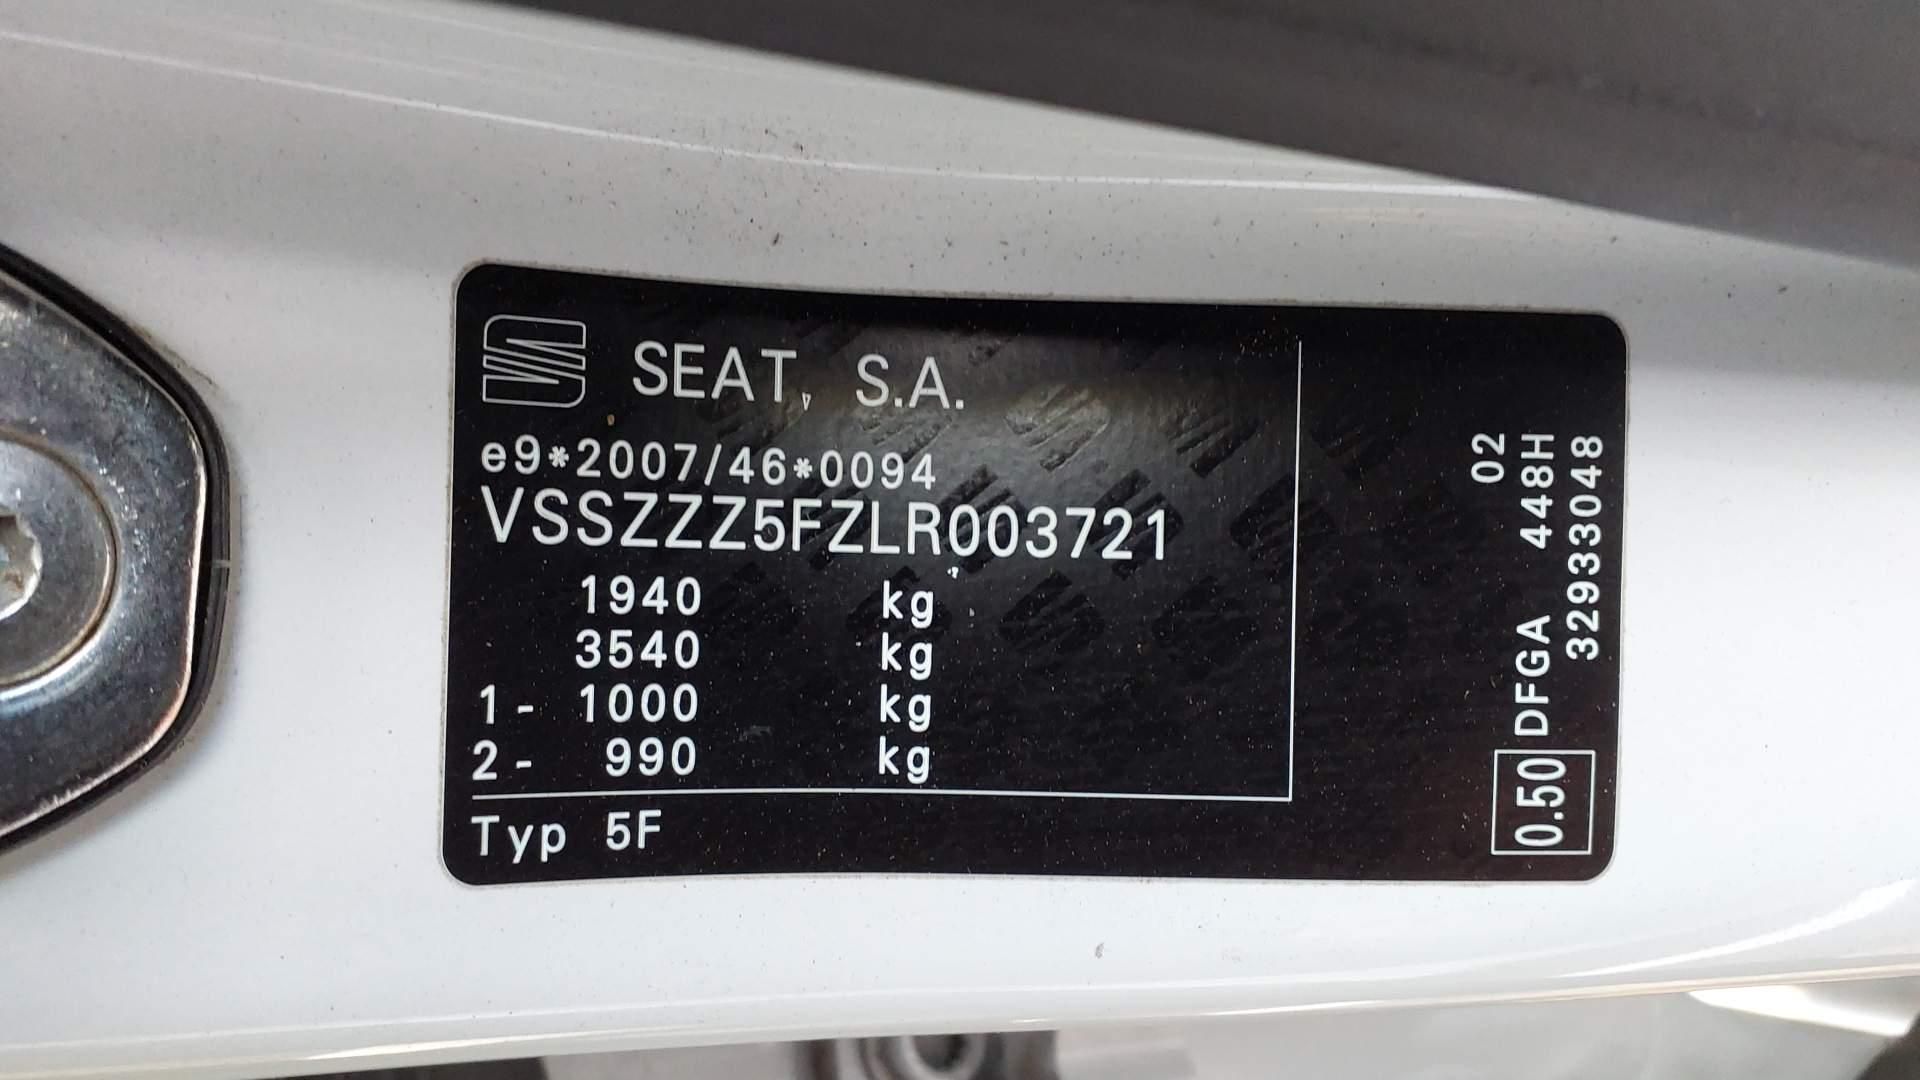 SEAT, S.A.
e9*2007/46*0094
VSSZZZ5FZLR003721
1940 kg
3540 kg
1- 1000 kg
2- 990 kg
Typ 5F
02
0.50 DFGA 448H
32933048